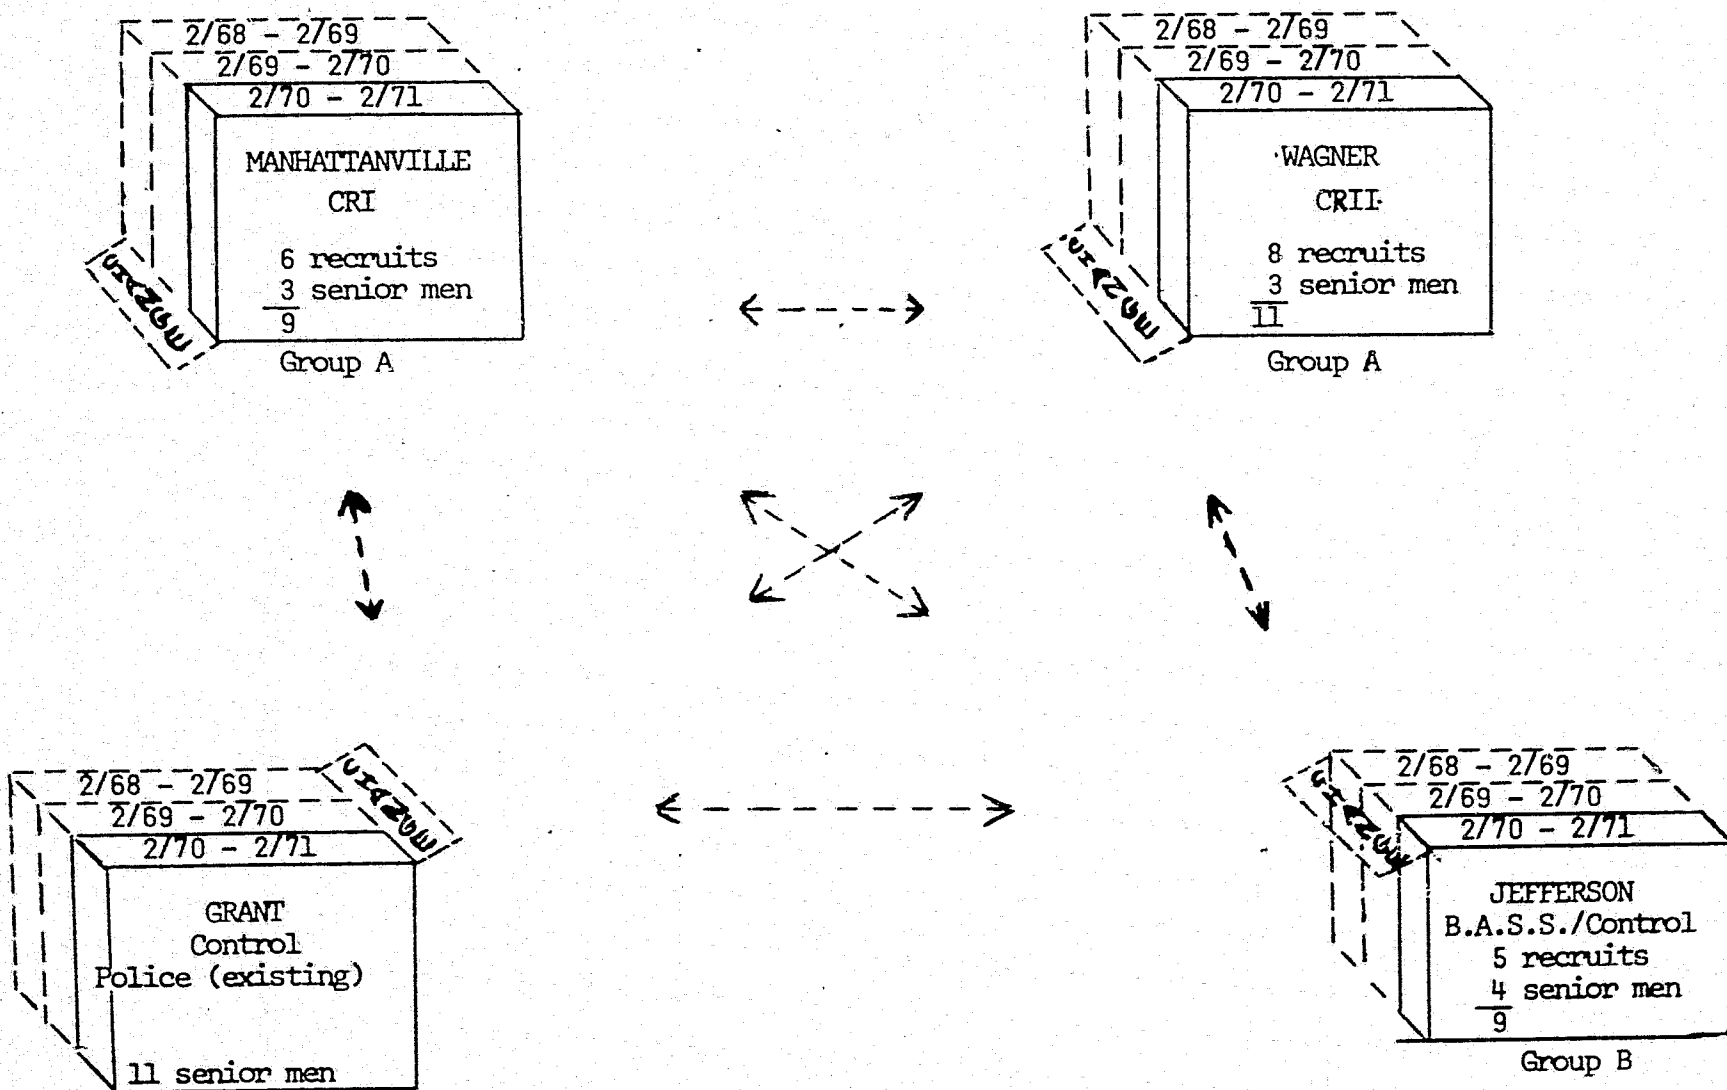 2/68 - 2/69
2/69 - 2/70
2/70 - 2/71
MANHATTANVILLE
CRI
6 recruits
3 senior men
9
CHANGE
Group A
2/68 - 2/69
2/69 - 2/70
2/70 - 2/71
WAGNER
CRII
8 recruits
3 senior men
11
CHANGE
Group A
2/68 - 2/69
2/69 - 2/70
2/70 - 2/71
CHANGE
GRANT
Control
Police (existing)
11 senior men
2/68 - 2/69
2/69 - 2/70
2/70 - 2/71
CHANGE
JEFFERSON
B.A.S.S./Control
5 recruits
4 senior men
9
Group B